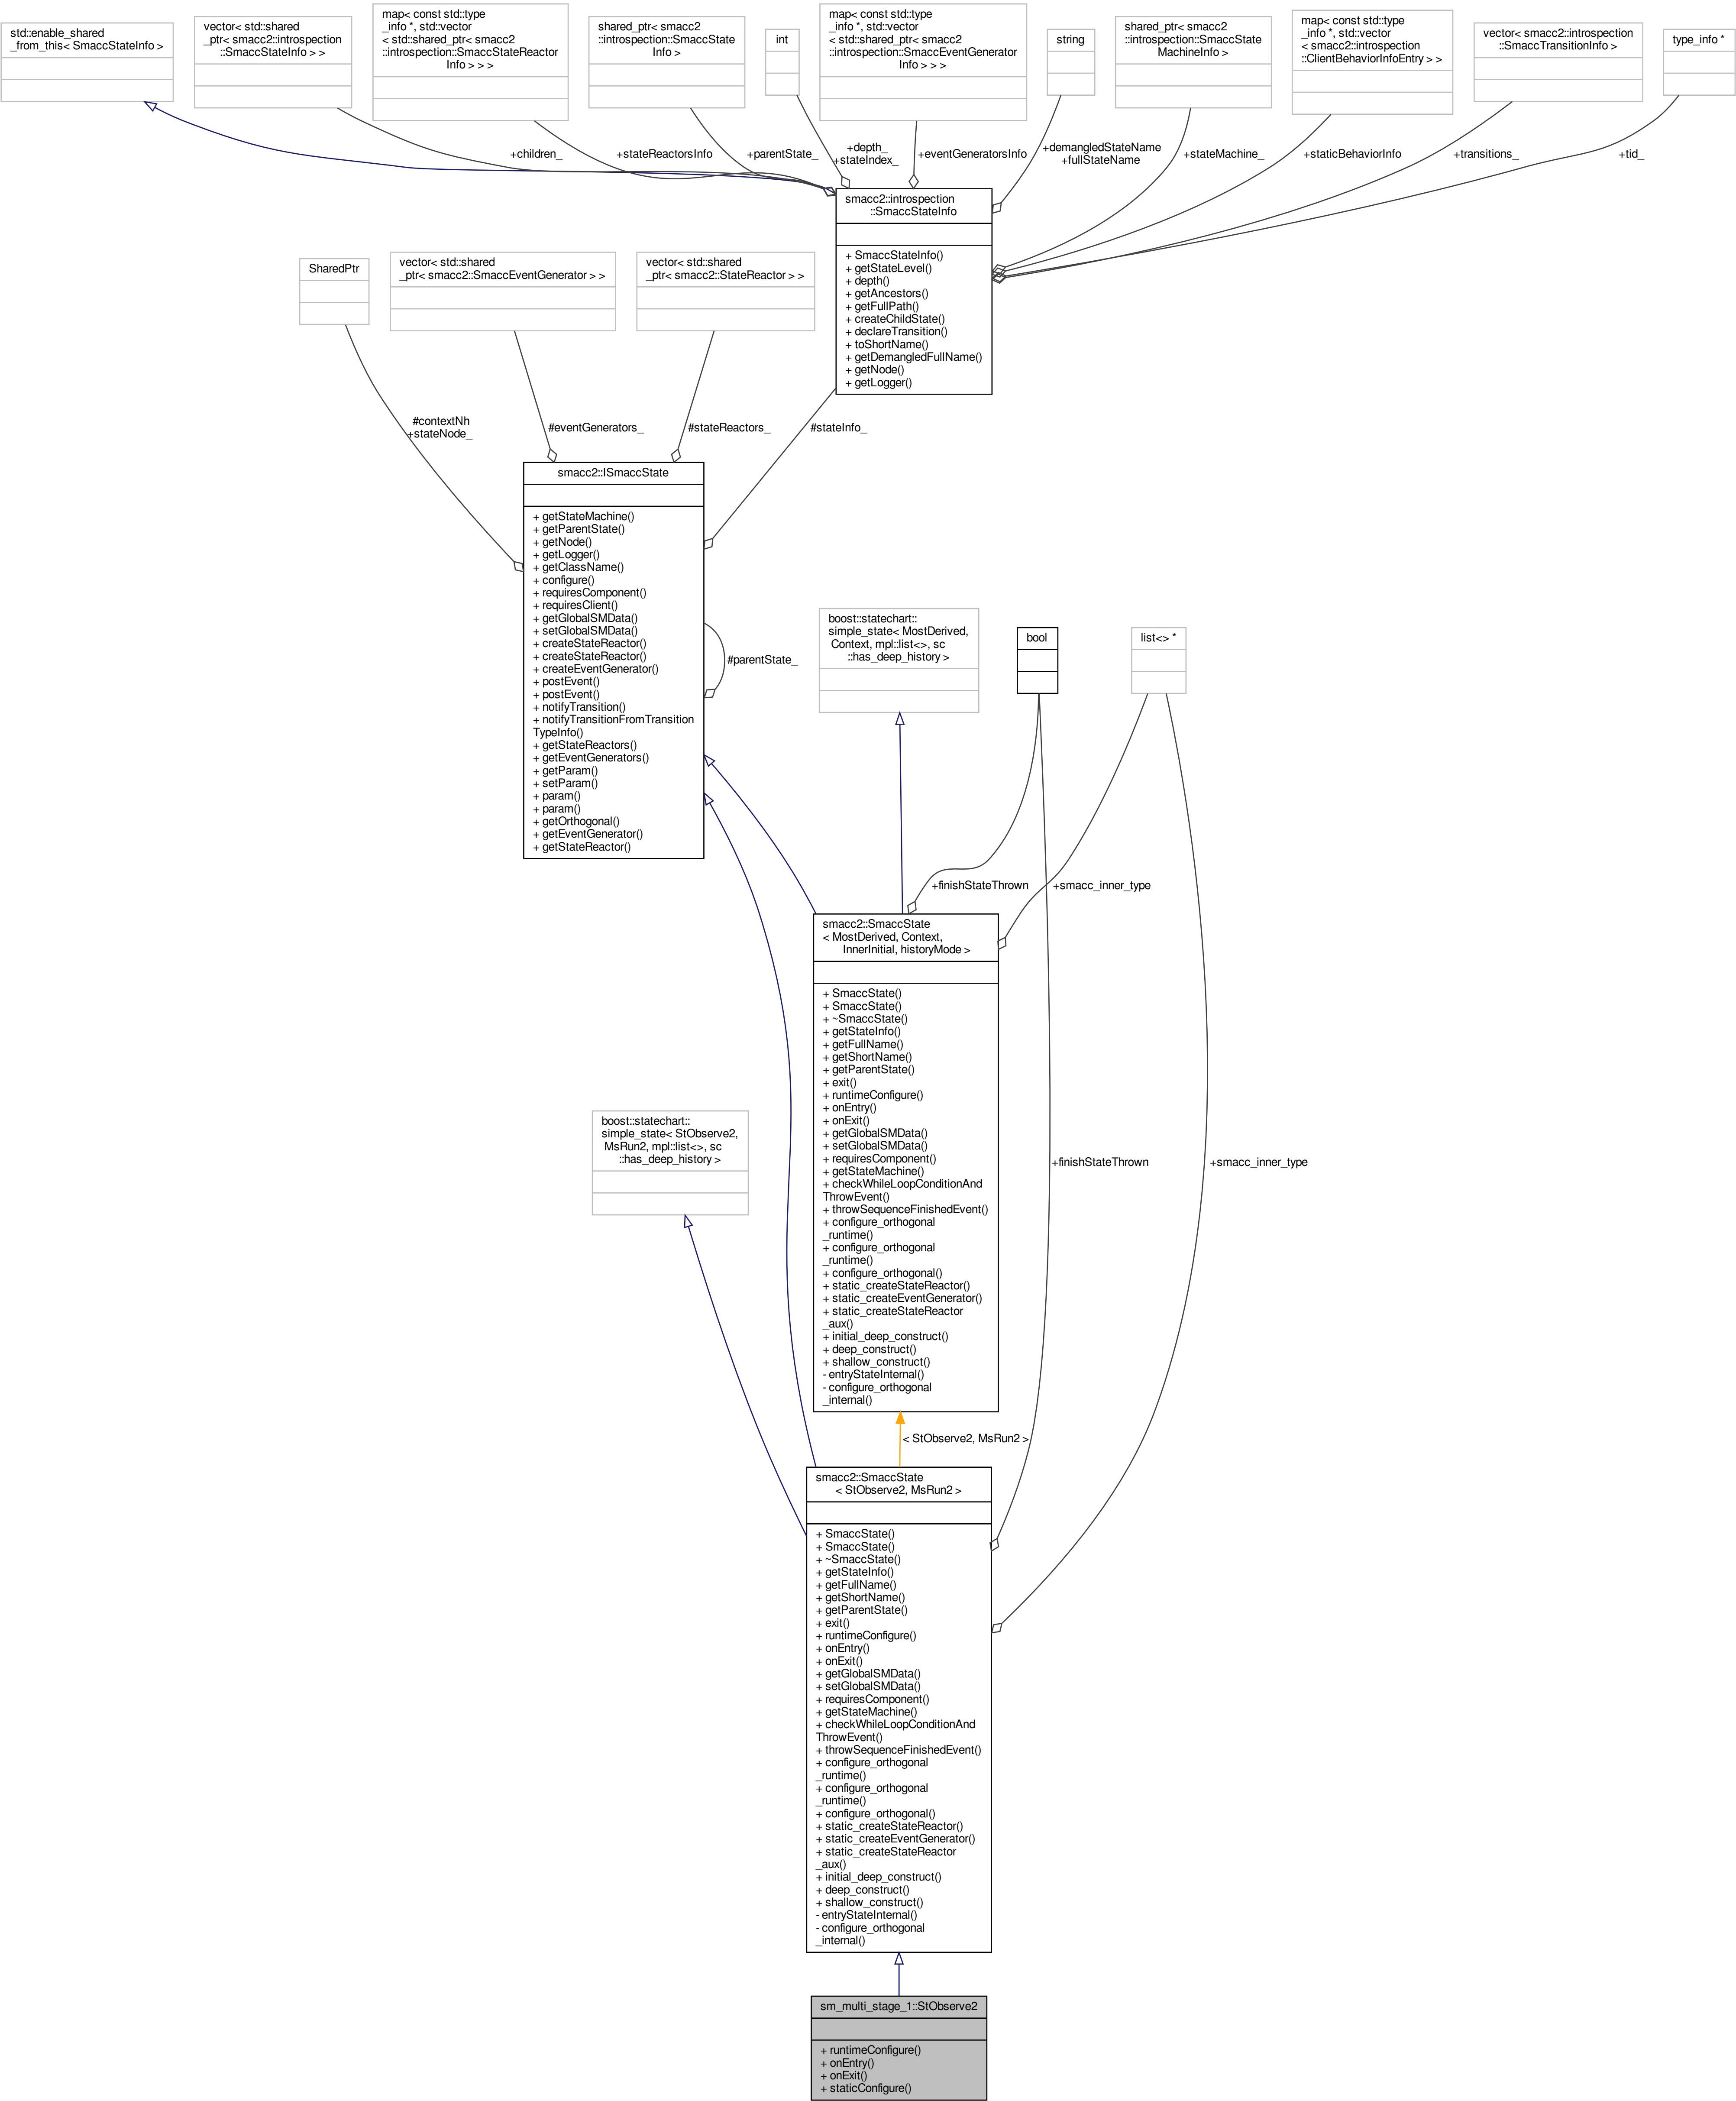 std::enable_shared
_from_this< SmaccStateInfo >
vector< std::shared
_ptr< smacc2::introspection
::SmaccStateInfo > >
map< const std::type
_info *, std::vector
< std::shared_ptr< smacc2
::introspection::SmaccStateReactor
Info > > >
shared_ptr< smacc2
::introspection::SmaccState
Info >
int
map< const std::type
_info *, std::vector
< std::shared_ptr< smacc2
::introspection::SmaccEventGenerator
Info > > >
string
shared_ptr< smacc2
::introspection::SmaccState
MachineInfo >
map< const std::type
_info *, std::vector
< smacc2::introspection
::ClientBehaviorInfoEntry > >
vector< smacc2::introspection
::SmaccTransitionInfo >
type_info *
+children_
+stateReactorsInfo
+parentState_
+depth_
+stateIndex_
+eventGeneratorsInfo
+demangledStateName
+fullStateName
+stateMachine_
+staticBehaviorInfo
+transitions_
+tid_
smacc2::introspection
::SmaccStateInfo
+ SmaccStateInfo()
+ getStateLevel()
+ depth()
+ getAncestors()
+ getFullPath()
+ createChildState()
+ declareTransition()
+ toShortName()
+ getDemangledFullName()
+ getNode()
+ getLogger()
SharedPtr
vector< std::shared
_ptr< smacc2::SmaccEventGenerator > >
vector< std::shared
_ptr< smacc2::StateReactor > >
#contextNh
+stateNode_
#eventGenerators_
#stateReactors_
#stateInfo_
smacc2::ISmaccState
+ getStateMachine()
+ getParentState()
+ getNode()
+ getLogger()
+ getClassName()
+ configure()
+ requiresComponent()
+ requiresClient()
+ getGlobalSMData()
+ setGlobalSMData()
+ createStateReactor()
+ createStateReactor()
+ createEventGenerator()
+ postEvent()
+ postEvent()
+ notifyTransition()
+ notifyTransitionFromTransition
TypeInfo()
+ getStateReactors()
+ getEventGenerators()
+ getParam()
+ setParam()
+ param()
+ param()
+ getOrthogonal()
+ getEventGenerator()
+ getStateReactor()
#parentState_
boost::statechart::
simple_state< MostDerived,
Context, mpl::list<>, sc
::has_deep_history >
bool
list<> *
+finishStateThrown
+smacc_inner_type
smacc2::SmaccState
< MostDerived, Context,
InnerInitial, historyMode >
+ SmaccState()
+ SmaccState()
+ ~SmaccState()
+ getStateInfo()
+ getFullName()
+ getShortName()
+ getParentState()
+ exit()
+ runtimeConfigure()
+ onEntry()
+ onExit()
+ getGlobalSMData()
+ setGlobalSMData()
+ requiresComponent()
+ getStateMachine()
+ checkWhileLoopConditionAnd
ThrowEvent()
+ throwSequenceFinishedEvent()
+ configure_orthogonal
_runtime()
+ configure_orthogonal
_runtime()
+ configure_orthogonal()
+ static_createStateReactor()
+ static_createEventGenerator()
+ static_createStateReactor
_aux()
+ initial_deep_construct()
+ deep_construct()
+ shallow_construct()
- entryStateInternal()
- configure_orthogonal
_internal()
boost::statechart::
simple_state< StObserve2,
MsRun2, mpl::list<>, sc
::has_deep_history >
+finishStateThrown
+smacc_inner_type
< StObserve2, MsRun2 >
smacc2::SmaccState
< StObserve2, MsRun2 >
+ SmaccState()
+ SmaccState()
+ ~SmaccState()
+ getStateInfo()
+ getFullName()
+ getShortName()
+ getParentState()
+ exit()
+ runtimeConfigure()
+ onEntry()
+ onExit()
+ getGlobalSMData()
+ setGlobalSMData()
+ requiresComponent()
+ getStateMachine()
+ checkWhileLoopConditionAnd
ThrowEvent()
+ throwSequenceFinishedEvent()
+ configure_orthogonal
_runtime()
+ configure_orthogonal
_runtime()
+ configure_orthogonal()
+ static_createStateReactor()
+ static_createEventGenerator()
+ static_createStateReactor
_aux()
+ initial_deep_construct()
+ deep_construct()
+ shallow_construct()
- entryStateInternal()
- configure_orthogonal
_internal()
sm_multi_stage_1::StObserve2
+ runtimeConfigure()
+ onEntry()
+ onExit()
+ staticConfigure()